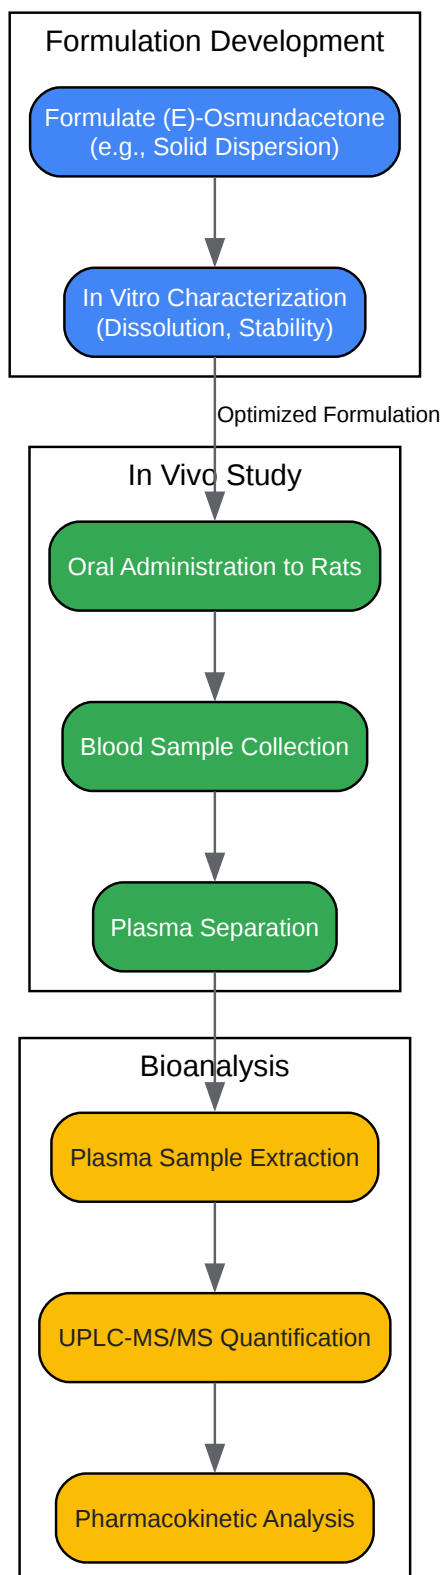 Formulation Development
Formulate (E)-Osmundacetone
(e.g., Solid Dispersion)
In Vitro Characterization
(Dissolution, Stability)
Optimized Formulation
In Vivo Study
Oral Administration to Rats
Blood Sample Collection
Plasma Separation
Bioanalysis
Plasma Sample Extraction
UPLC-MS/MS Quantification
Pharmacokinetic Analysis